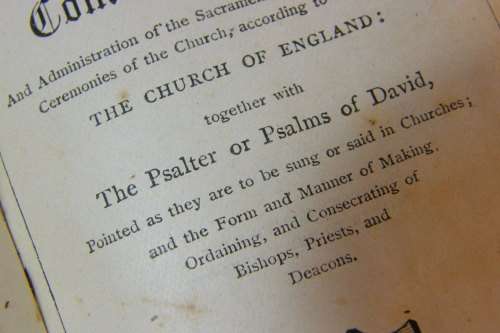 And Administration of the Sacramen
Ceremonies of the Church, according to
THE CHURCH OF ENGLAND:
together with
The Psalter or Psalms of David,
Pointed as they are to be sung or said in Churches;
and the Form and Manner of Making.
Ordaining, and Consecrating of
Bishops, Priests, and
Deacons.